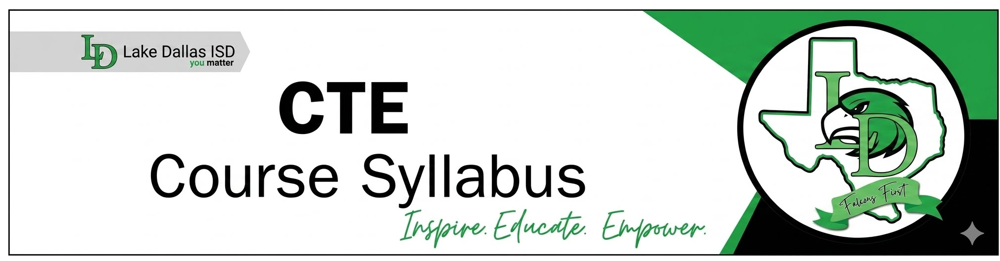 LD Lake Dallas ISD
you matter
CTE
Course Syllabus
Inspire. Educate. Empower.
LD
Falcons First